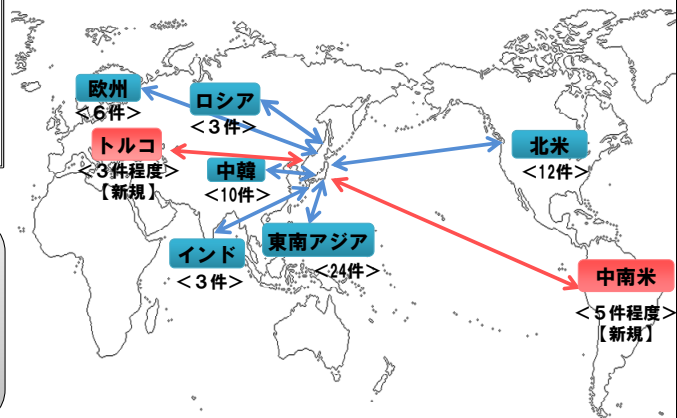 欧州
<6件>
ロシア
<3件>
トルコ
<3件程度>
【新規】
中韓
<10件>
インド
<3件>
東南アジア
<24件>
北米
<12件>
中南米
<5件程度>
【新規】